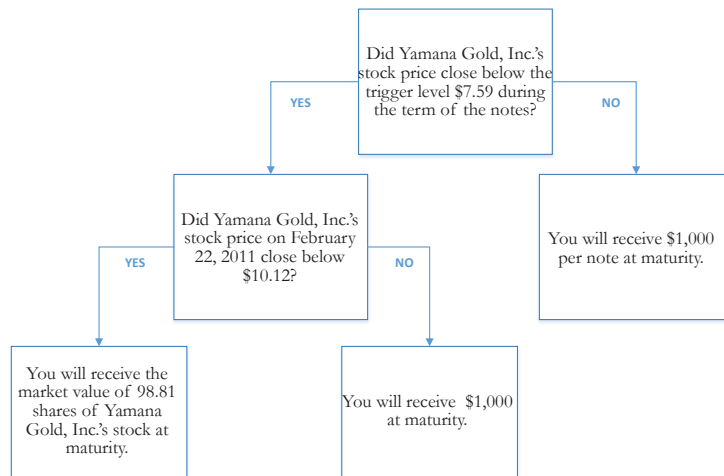 Did Yamana Gold, Inc.'s
stock price close below the
trigger level $7.59 during
the term of the notes?
YES
NO
Did Yamana Gold, Inc.'s
stock price on February
22, 2011 close below
$10.12?
You will receive $1,000
per note at maturity.
YES
NO
You will receive the
market value of 98.81
shares of Yamana
Gold, Inc.'s stock at
maturity.
You will receive  $1,000
at maturity.